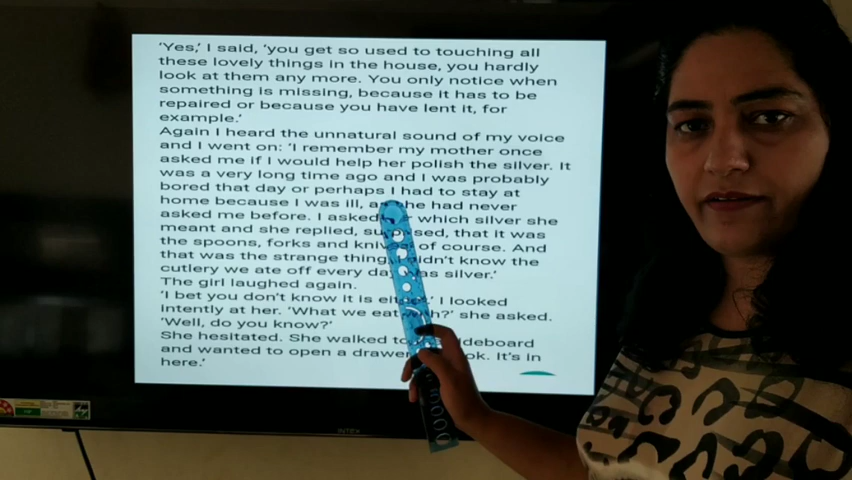 'Yes,' I said, 'you get so used to touching all
these lovely things in the house, you hardly
look at them any more. You only notice when
something is missing, because it has to be
repaired or because you have lent it, for
example.'
Again I heard the unnatural sound of my voice
and I went on: 'I remember my mother once
asked me if I would help her polish the silver. It
was a very long time ago and I was probably
bored that day or perhaps I had to stay at
home because I was ill, as she had never
asked me before. I asked which silver she
meant and she replied, surprised, that it was
the spoons, forks and knives of course. And
that was the strange thing, I didn't know the
cutlery we ate off every day was silver.'
The girl laughed again.
'I bet you don't know it is either.' I looked
intently at her. 'What we eat with?' she asked.
'Well, do you know?'
She hesitated. She walked to sideboard
and wanted to open a drawer. It's in
here.'
INTEX